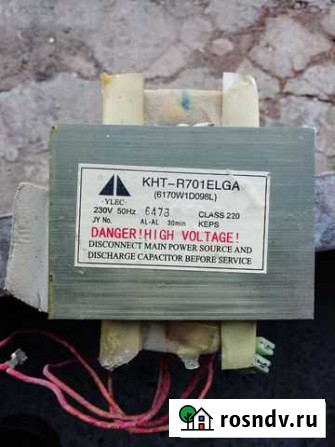 KHT-R701ELGA
(6170W1D098L)
YLEC
230V 50Hz 6473 CLASS 220
JY No. AL-AL 30min KEPS
DANGER!HIGH VOLTAGE!
DISCONNECT MAIN POWER SOURCE AND
DISCHARGE CAPACITOR BEFORE SERVICE
rosndv.ru